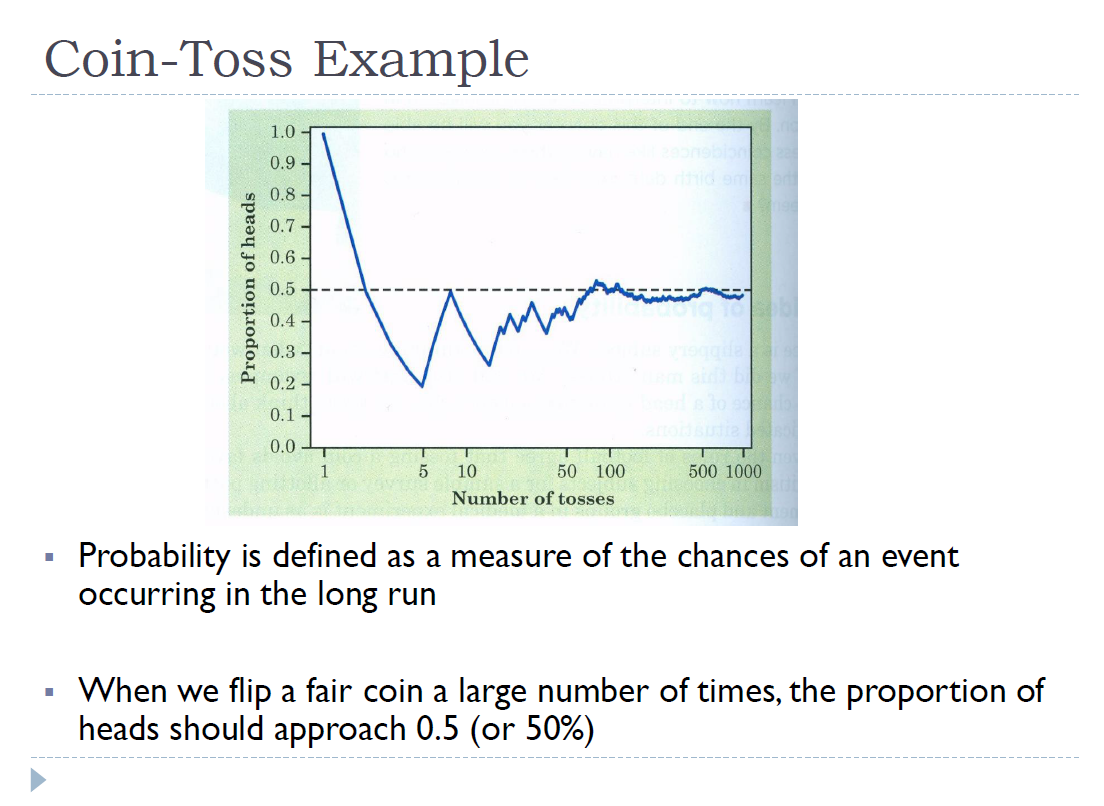 Coin-Toss Example
1.0
0.9
0.8
0.7
0.6
0.5
0.4
0.3
0.2
0.1
0.0
Proportion of heads
1 5 10 50 100 500 1000
Number of tosses
▪ Probability is defined as a measure of the chances of an event
occurring in the long run
▪ When we flip a fair coin a large number of times, the proportion of
heads should approach 0.5 (or 50%)